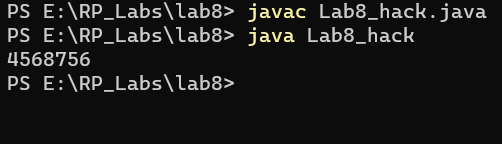 PS E:\RP_Labs\lab8> javac Lab8_hack.java
PS E:\RP_Labs\lab8> java Lab8_hack
4568756
PS E:\RP_Labs\lab8>